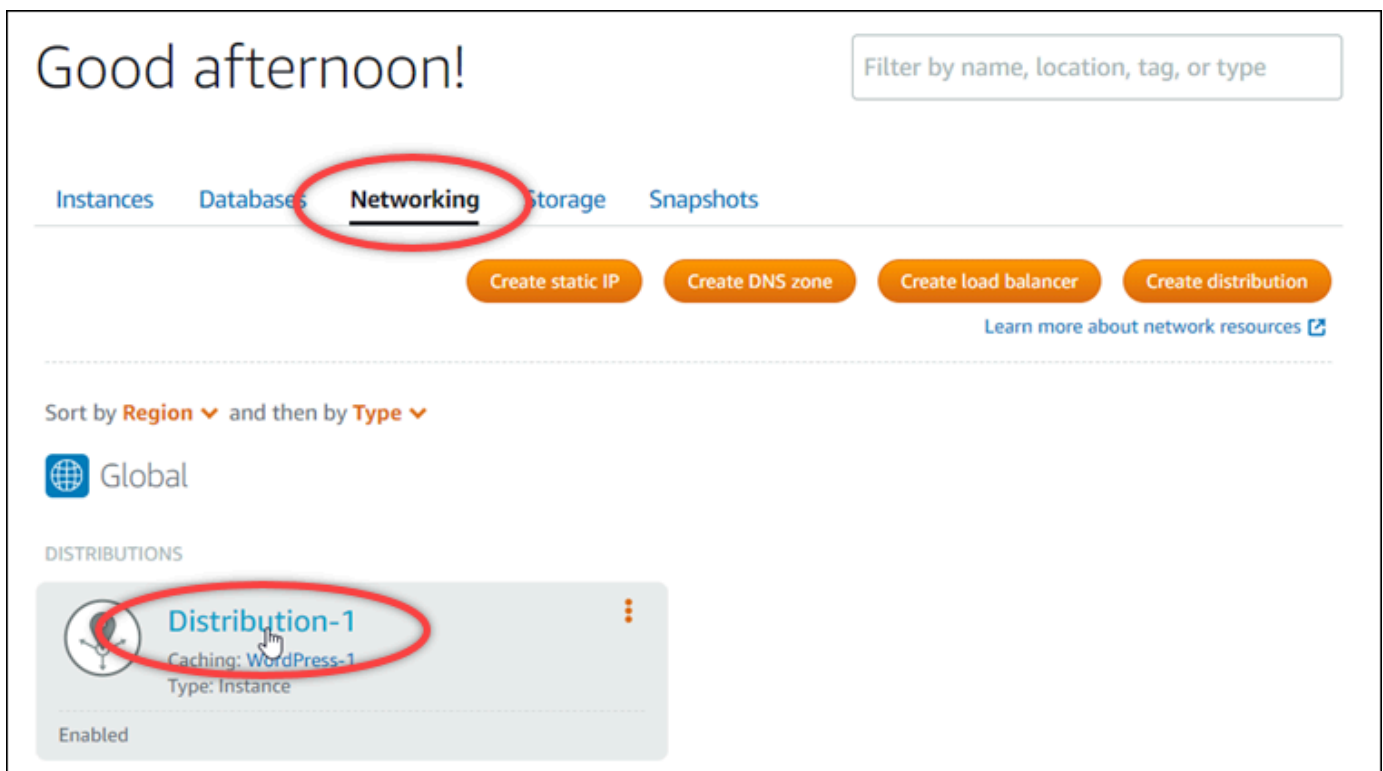 Good afternoon!
Filter by name, location, tag, or type
Instances Databases Networking Storage Snapshots
Create static IP Create DNS zone Create load balancer Create distribution
Learn more about network resources
Sort by Region and then by Type
Global
DISTRIBUTIONS
Distribution-1
Caching: WordPress-1
Type: Instance
Enabled